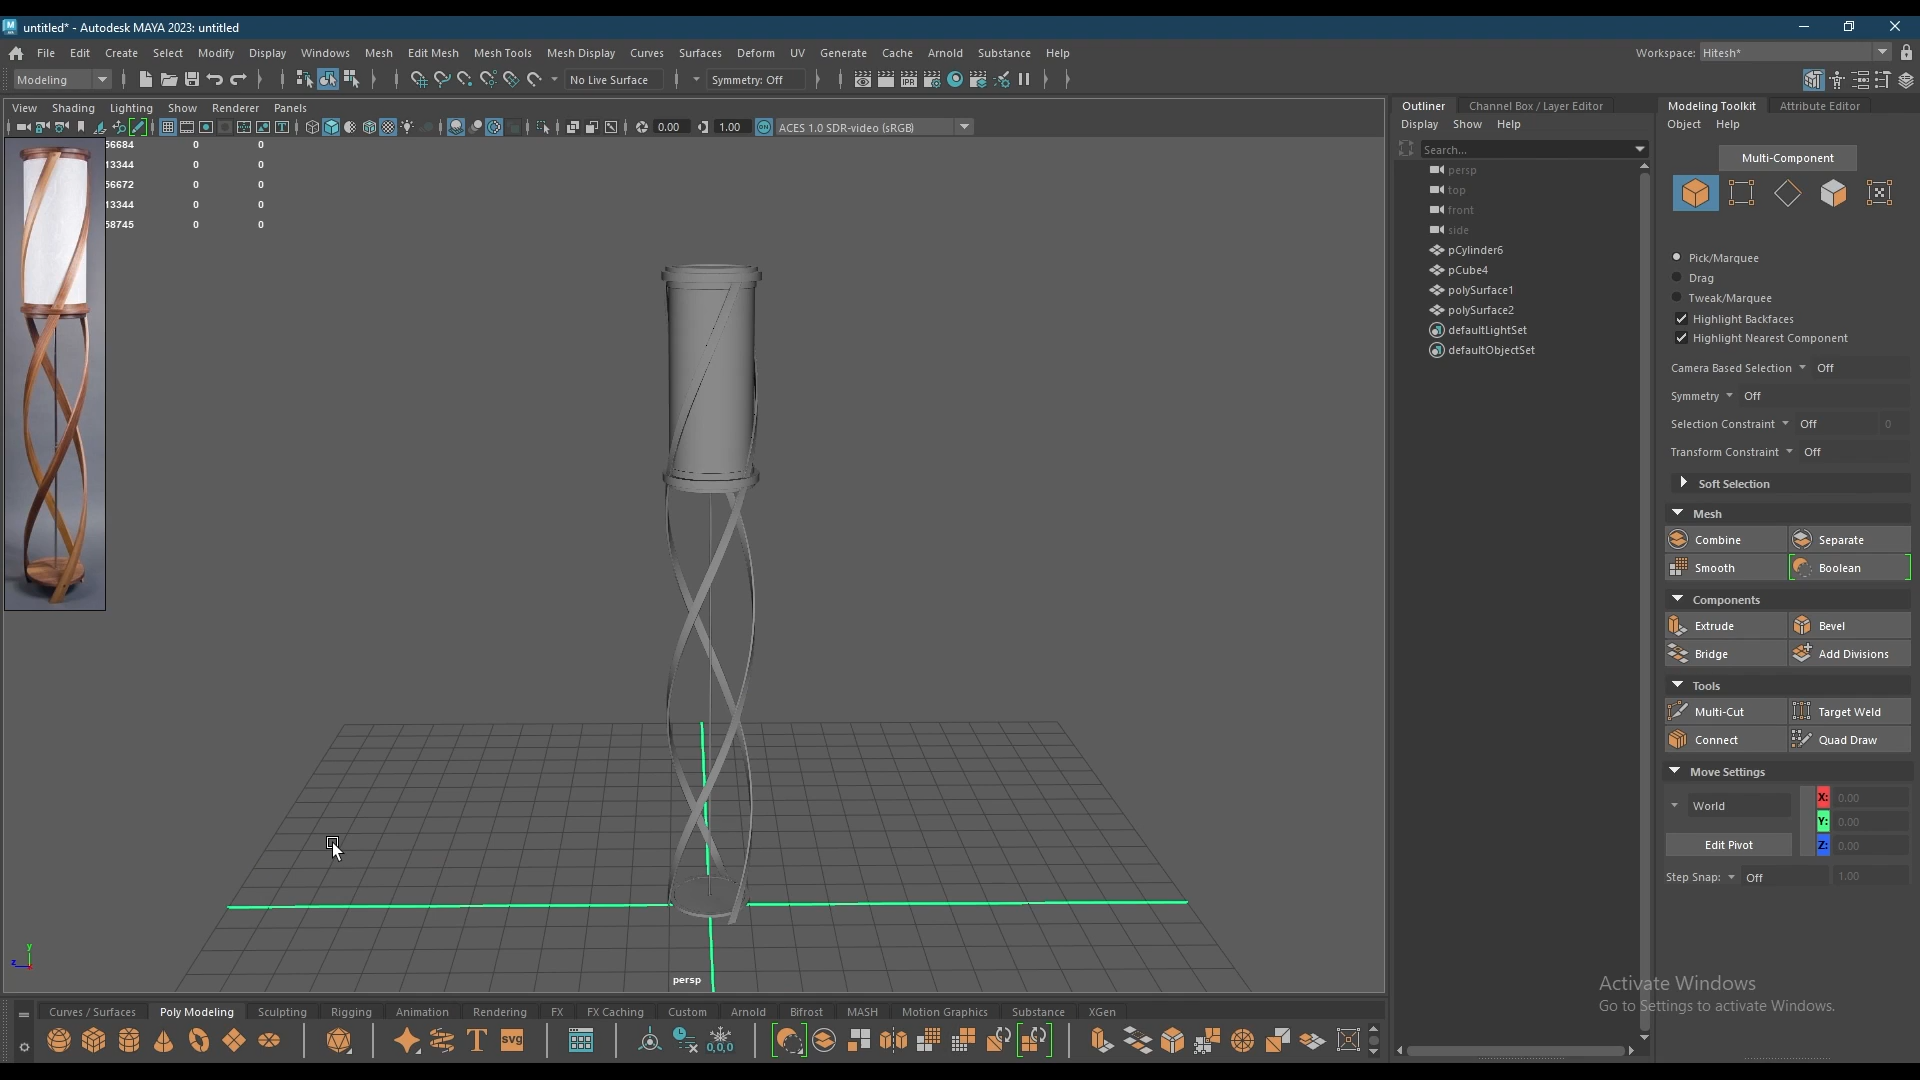 untitled* - Autodesk MAYA 2023: untitled
File Edit Create Select Modify Display Windows Mesh Edit Mesh Mesh Tools Mesh Display Curves Surfaces Deform UV Generate Cache Arnold Substance Help
Workspace: Hitesh*
Modeling
No Live Surface
Symmetry: Off
View Shading Lighting Show Renderer Panels
0.00
1.00
ACES 1.0 SDR-video (sRGB)
56684 0 0
13344 0 0
56672 0 0
13344 0 0
58745 0 0
persp
Outliner Channel Box / Layer Editor
Display Show Help
Search...
persp
top
front
side
pCylinder6
pCube4
polySurface1
polySurface2
defaultLightSet
defaultObjectSet
Modeling Toolkit Attribute Editor
Object Help
Multi-Component
Pick/Marquee
Drag
Tweak/Marquee
Highlight Backfaces
Highlight Nearest Component
Camera Based Selection Off
Symmetry Off
Selection Constraint Off 0
Transform Constraint Off
Soft Selection
Mesh
Combine Separate
Smooth Boolean
Components
Extrude Bevel
Bridge Add Divisions
Tools
Multi-Cut Target Weld
Connect Quad Draw
Move Settings
World
X: 0.00
Y: 0.00
Z: 0.00
Edit Pivot
Step Snap: Off 1.00
Activate Windows
Go to Settings to activate Windows.
y
z
Curves / Surfaces Poly Modeling Sculpting Rigging Animation Rendering FX FX Caching Custom Arnold Bifrost MASH Motion Graphics Substance XGen
T
SVG
0,0,0